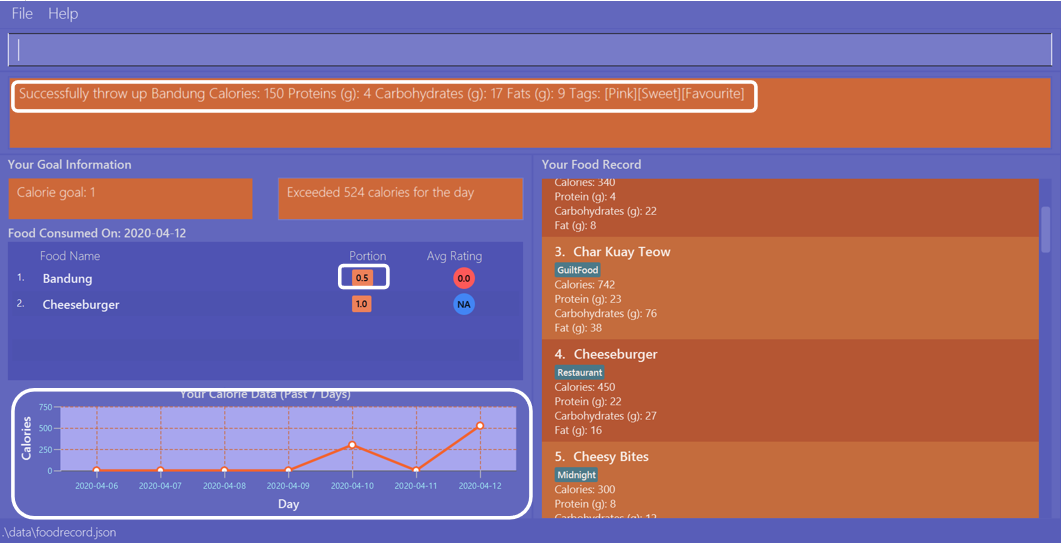 File Help
Successfully throw up Bandung Calories: 150 Proteins (g): 4 Carbohydrates (g): 17 Fats (g): 9 Tags: [Pink][Sweet][Favourite]
Your Goal Information
Calorie goal: 1
Exceeded 524 calories for the day
Food Consumed On: 2020-04-12
Food Name Portion Avg Rating
1. Bandung 0.5 0.0
2. Cheeseburger 1.0 NA
Your Calorie Data (Past 7 Days)
Calories
750
500
250
0
2020-04-06 2020-04-07 2020-04-08 2020-04-09 2020-04-10 2020-04-11 2020-04-12
Day
Your Food Record
Calories: 340
Protein (g): 4
Carbohydrates (g): 22
Fat (g): 8
3. Char Kuay Teow
GuiltFood
Calories: 742
Protein (g): 23
Carbohydrates (g): 76
Fat (g): 38
4. Cheeseburger
Restaurant
Calories: 450
Protein (g): 22
Carbohydrates (g): 27
Fat (g): 16
5. Cheesy Bites
Midnight
Calories: 300
Protein (g): 8
Carbohydrates (g): 12
.\data\foodrecord.json